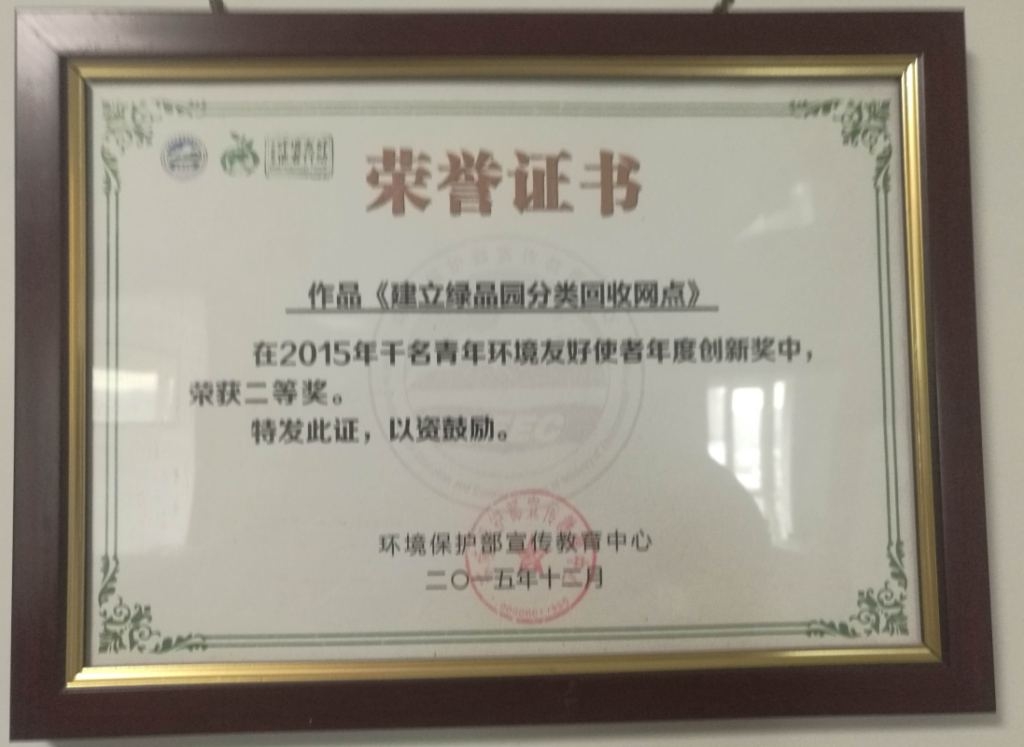 荣誉证书
作品《建立绿品园分类回收网点》
在2015年千名青年环境友好使者年度创新奖中，
荣获二等奖。
特发此证，以资鼓励。
环境保护部宣传教育中心
二〇一五年十二月